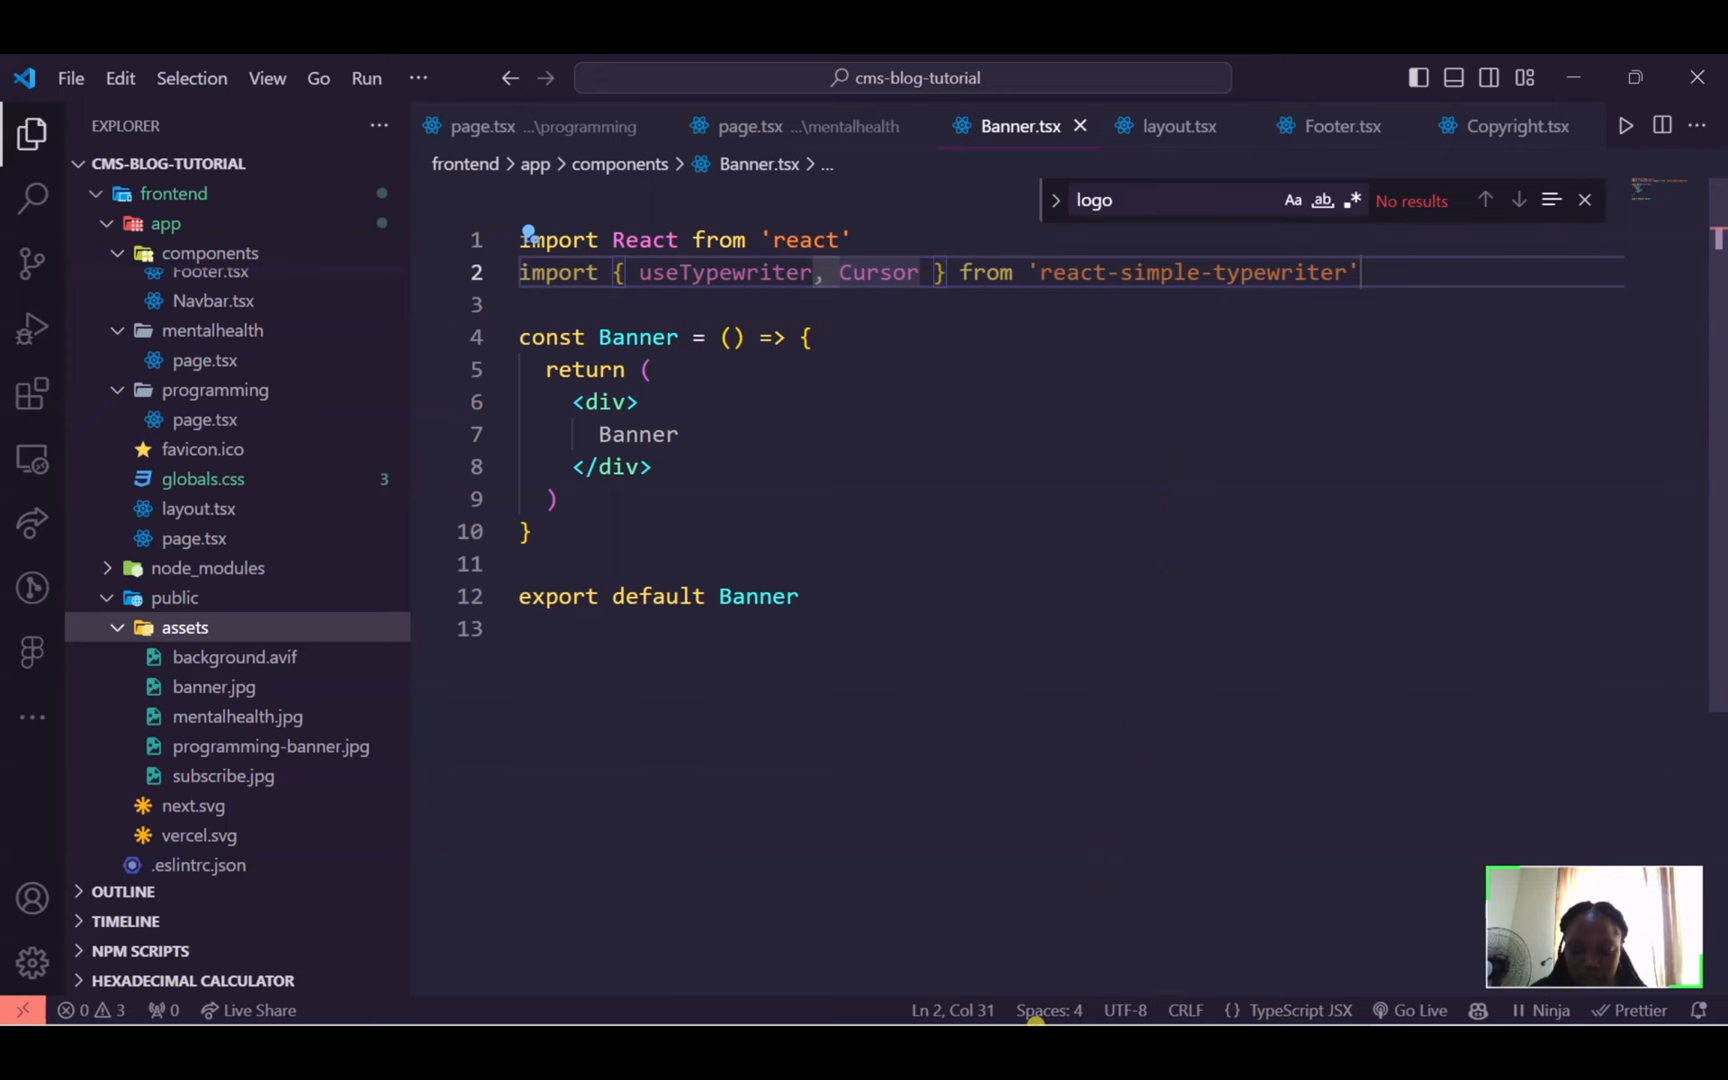 File Edit Selection View Go Run ··· cms-blog-tutorial
EXPLORER ···
CMS-BLOG-TUTORIAL
frontend
app
components
Footer.tsx
Navbar.tsx
mentalhealth
page.tsx
programming
page.tsx
favicon.ico
globals.css 3
layout.tsx
page.tsx
node_modules
public
assets
background.avif
banner.jpg
mentalhealth.jpg
programming-banner.jpg
subscribe.jpg
next.svg
vercel.svg
.eslintrc.json
OUTLINE
TIMELINE
NPM SCRIPTS
HEXADECIMAL CALCULATOR
page.tsx ...\programming page.tsx ...\mentalhealth Banner.tsx layout.tsx Footer.tsx Copyright.tsx
frontend > app > components > Banner.tsx > ...
logo Aa ab .* No results
1 import React from 'react'
2 import { useTypewriter, Cursor } from 'react-simple-typewriter'
3
4 const Banner = () => {
5 return (
6 <div>
7 Banner
8 </div>
9 )
10 }
11
12 export default Banner
13
0 3 0 Live Share Ln 2, Col 31 Spaces: 4 UTF-8 CRLF {} TypeScript JSX Go Live Ninja Prettier